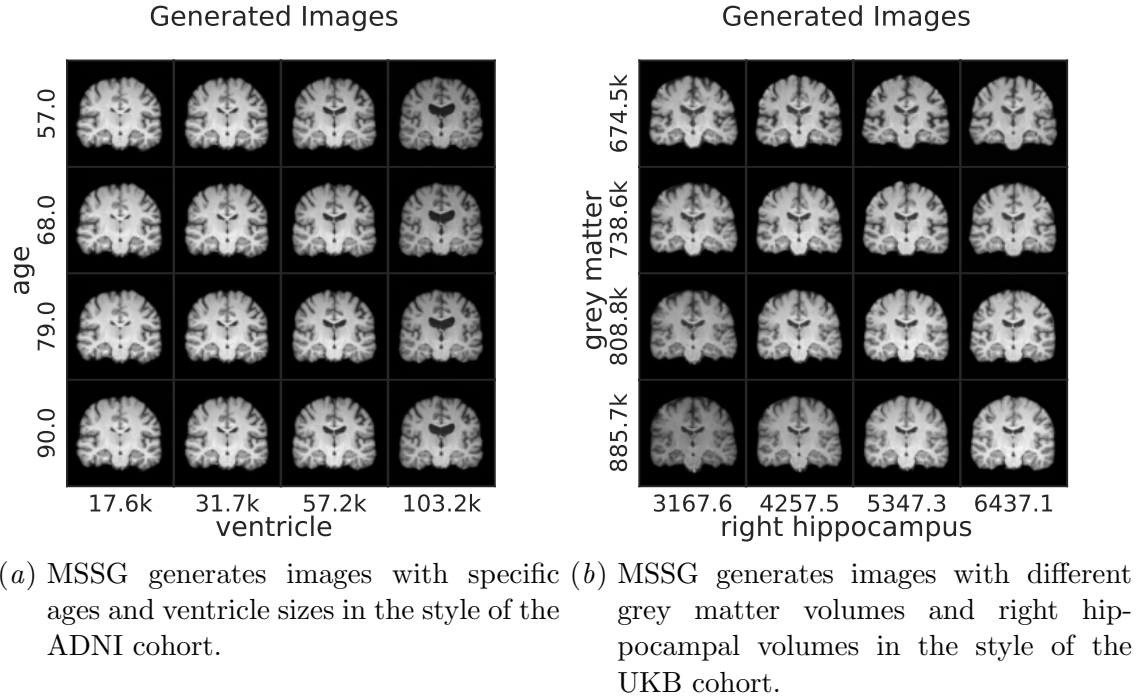 Generated Images
57.0
68.0
79.0
90.0
age
17.6k
31.7k
57.2k
103.2k
ventricle
Generated Images
674.5k
738.6k
808.8k
885.7k
grey matter
3167.6
4257.5
5347.3
6437.1
right hippocampus
(a) MSSG generates images with specific
ages and ventricle sizes in the style of the
ADNI cohort.
(b) MSSG generates images with different
grey matter volumes and right hip-
pocampal volumes in the style of the
UKB cohort.